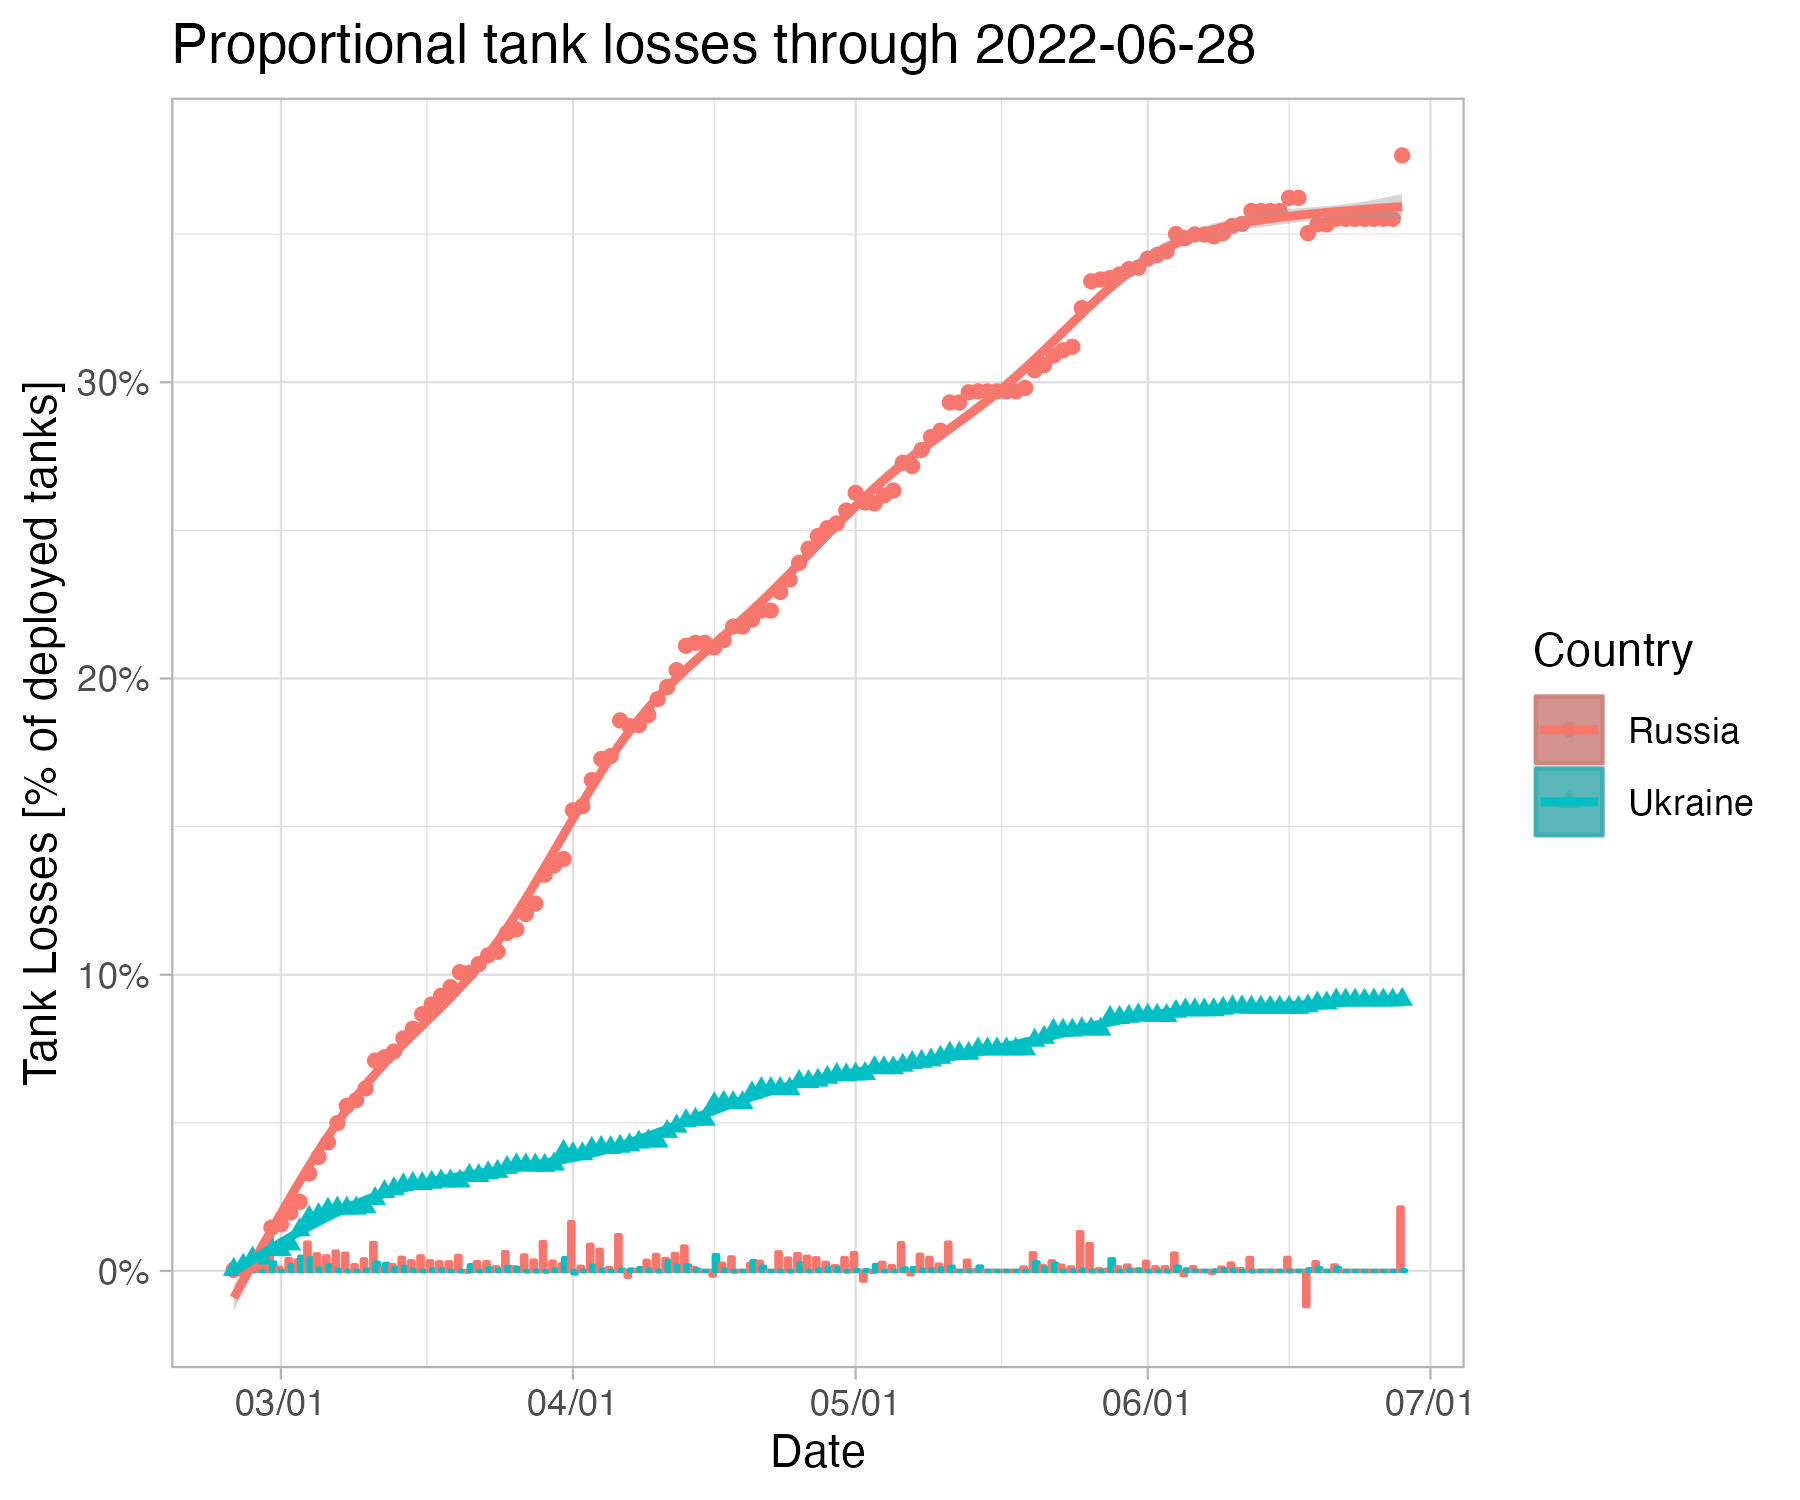 Proportional tank losses through 2022-06-28
Tank Losses [% of deployed tanks]
30%
20%
10%
0%
03/01 04/01 05/01 06/01 07/01
Date
Country
Russia
Ukraine